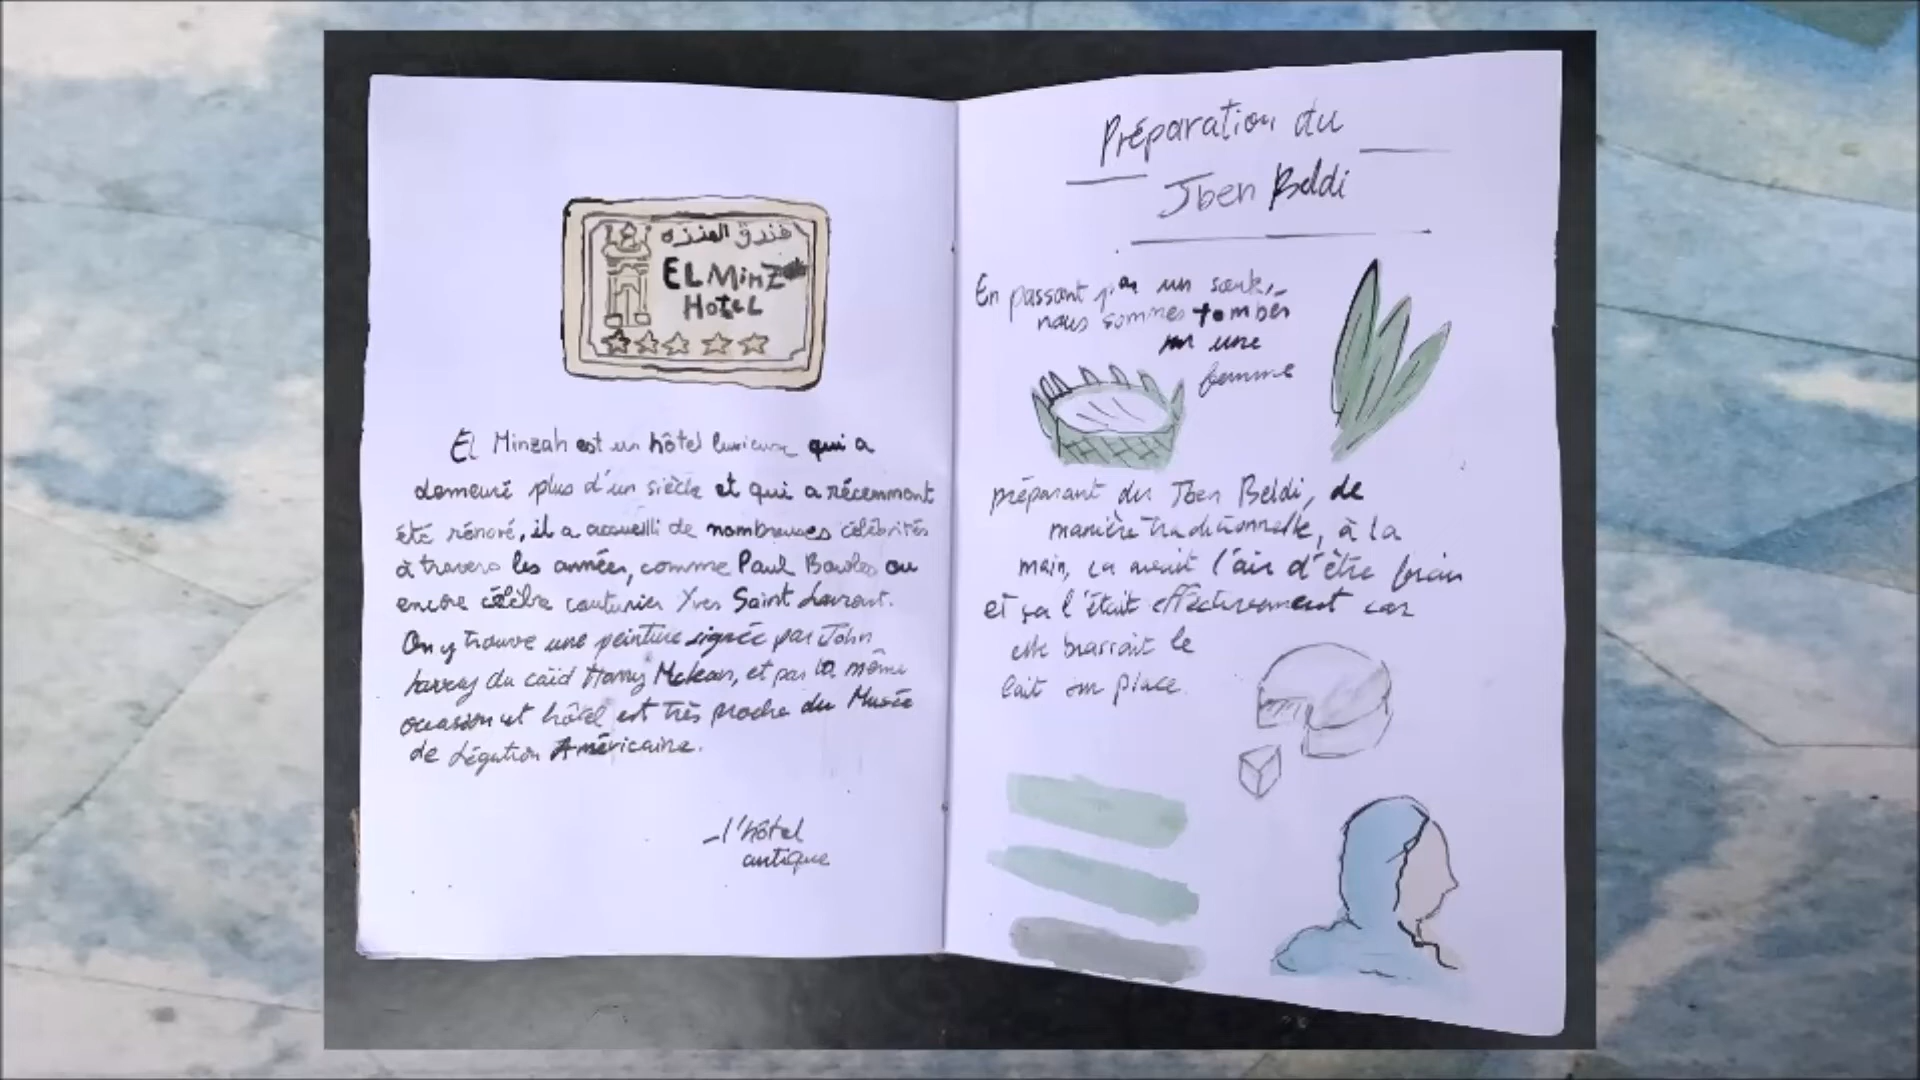 فندق المنزه
EL MinZ
HOTEL
El Minzah est un hôtel luxieux qui a
demeuré plus d'un siècle et qui a récemment
été rénové, il a accueilli de nombreuses célébrités
à travers les années, comme Paul Bowles ou
encore célèbre couturier Yves Saint Laurent.
On y trouve une peinture signée par John
lavrey du caïd Harry Mclean, et par la même
occasion cet hôtel est très proche du Musée
de Légation Américaine.
- l'hôtel
antique
Préparation du
Jben Beldi
En passant par un souk,
nous sommes tombés
sur une
femme
préparant du Jben Beldi, de
manière traditionnelle, à la
main, ça avait l'air d'être frais
et ça l'était effectivement car
elle brassait le
lait sur place.